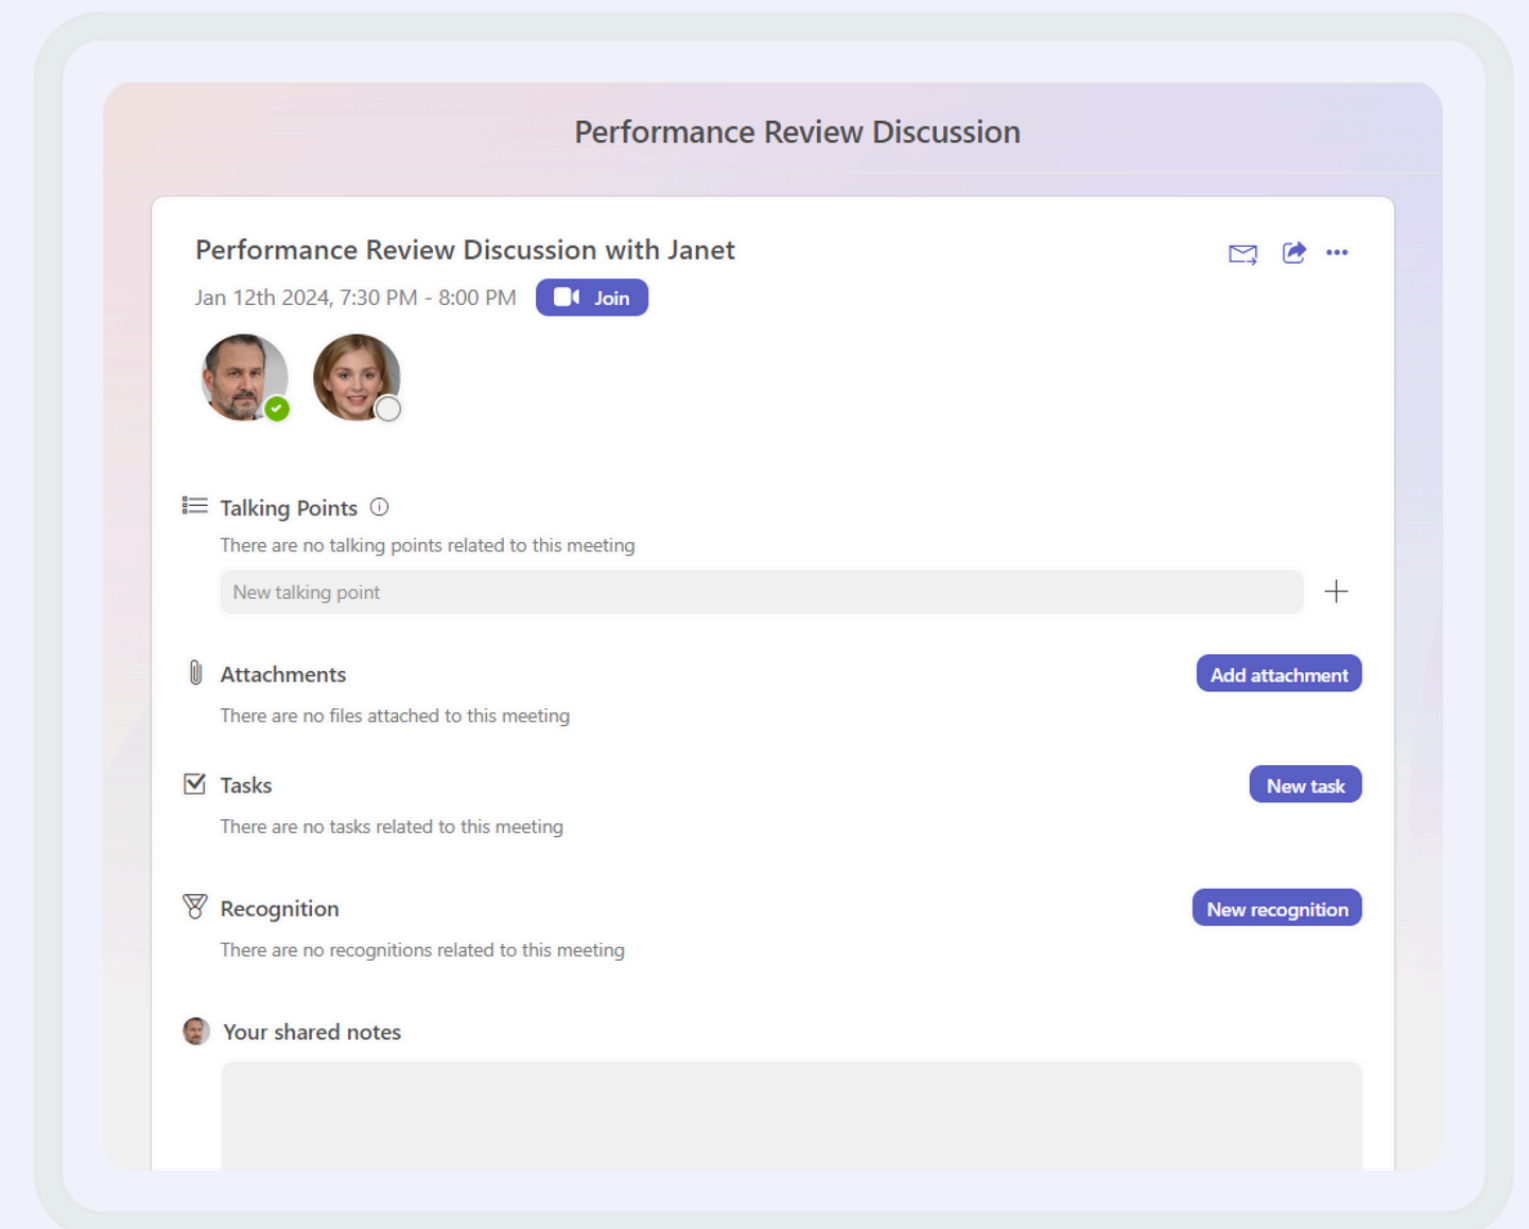 Performance Review Discussion
Performance Review Discussion with Janet
Jan 12th 2024, 7:30 PM - 8:00 PM Join
Talking Points
There are no talking points related to this meeting
New talking point
Attachments Add attachment
There are no files attached to this meeting
Tasks New task
There are no tasks related to this meeting
Recognition New recognition
There are no recognitions related to this meeting
Your shared notes